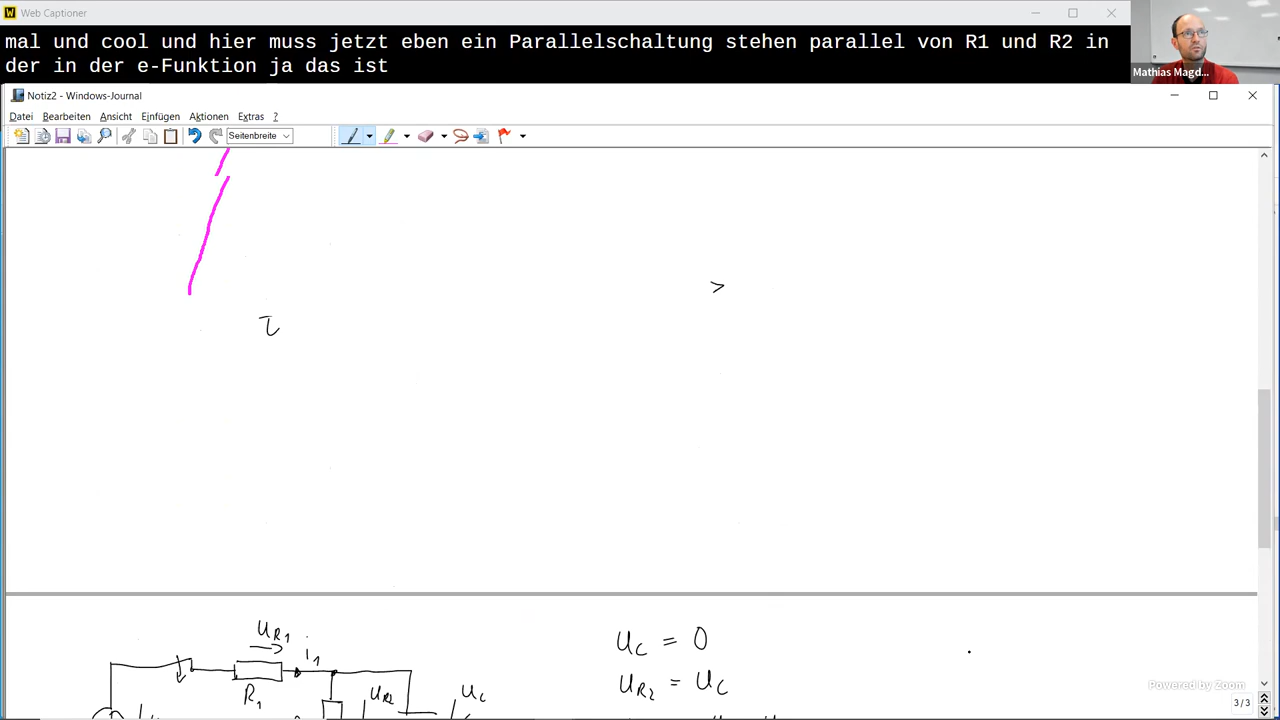 Web Captioner
mal und cool und hier muss jetzt eben ein Parallelschaltung stehen parallel von R1 und R2 in
der in der e-Funktion ja das ist
Mathias Magd...
Notiz2 - Windows-Journal
Datei Bearbeiten Ansicht Einfügen Aktionen Extras ?
Seitenbreite
>
τ
u_R1
i_1
R_1
u_R2
u_C
u_C = 0
u_R2 = u_C
Powered by Zoom
3/3